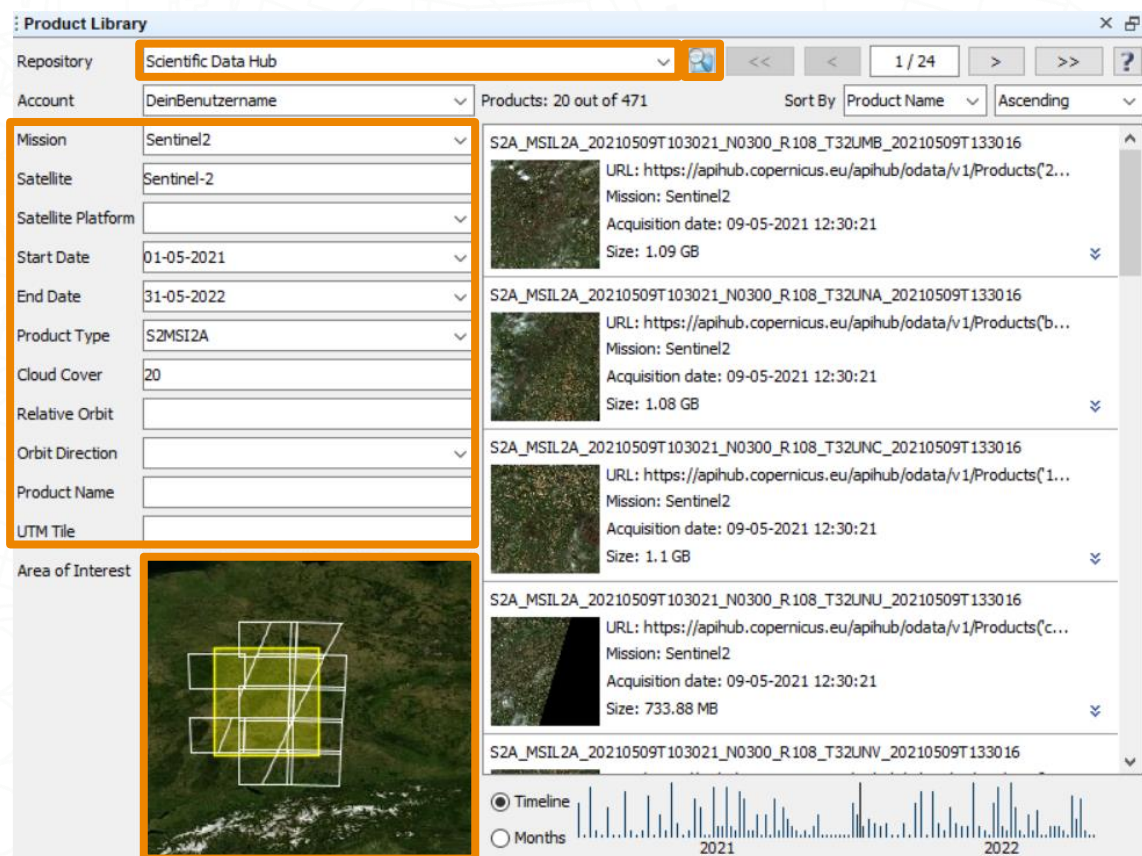 Product Library
Repository Scientific Data Hub << < 1 / 24 > >> ?
Account DeinBenutzername Products: 20 out of 471 Sort By Product Name Ascending
Mission Sentinel2
Satellite Sentinel-2
Satellite Platform
Start Date 01-05-2021
End Date 31-05-2022
Product Type S2MSI2A
Cloud Cover 20
Relative Orbit
Orbit Direction
Product Name
UTM Tile
Area of Interest
S2A_MSIL2A_20210509T103021_N0300_R108_T32UMB_20210509T133016
URL: https://apihub.copernicus.eu/apihub/odata/v1/Products('2...
Mission: Sentinel2
Acquisition date: 09-05-2021 12:30:21
Size: 1.09 GB
S2A_MSIL2A_20210509T103021_N0300_R108_T32UNA_20210509T133016
URL: https://apihub.copernicus.eu/apihub/odata/v1/Products('b...
Mission: Sentinel2
Acquisition date: 09-05-2021 12:30:21
Size: 1.08 GB
S2A_MSIL2A_20210509T103021_N0300_R108_T32UNC_20210509T133016
URL: https://apihub.copernicus.eu/apihub/odata/v1/Products('1...
Mission: Sentinel2
Acquisition date: 09-05-2021 12:30:21
Size: 1.1 GB
S2A_MSIL2A_20210509T103021_N0300_R108_T32UNU_20210509T133016
URL: https://apihub.copernicus.eu/apihub/odata/v1/Products('c...
Mission: Sentinel2
Acquisition date: 09-05-2021 12:30:21
Size: 733.88 MB
S2A_MSIL2A_20210509T103021_N0300_R108_T32UNV_20210509T133016
Timeline
Months
2021 2022